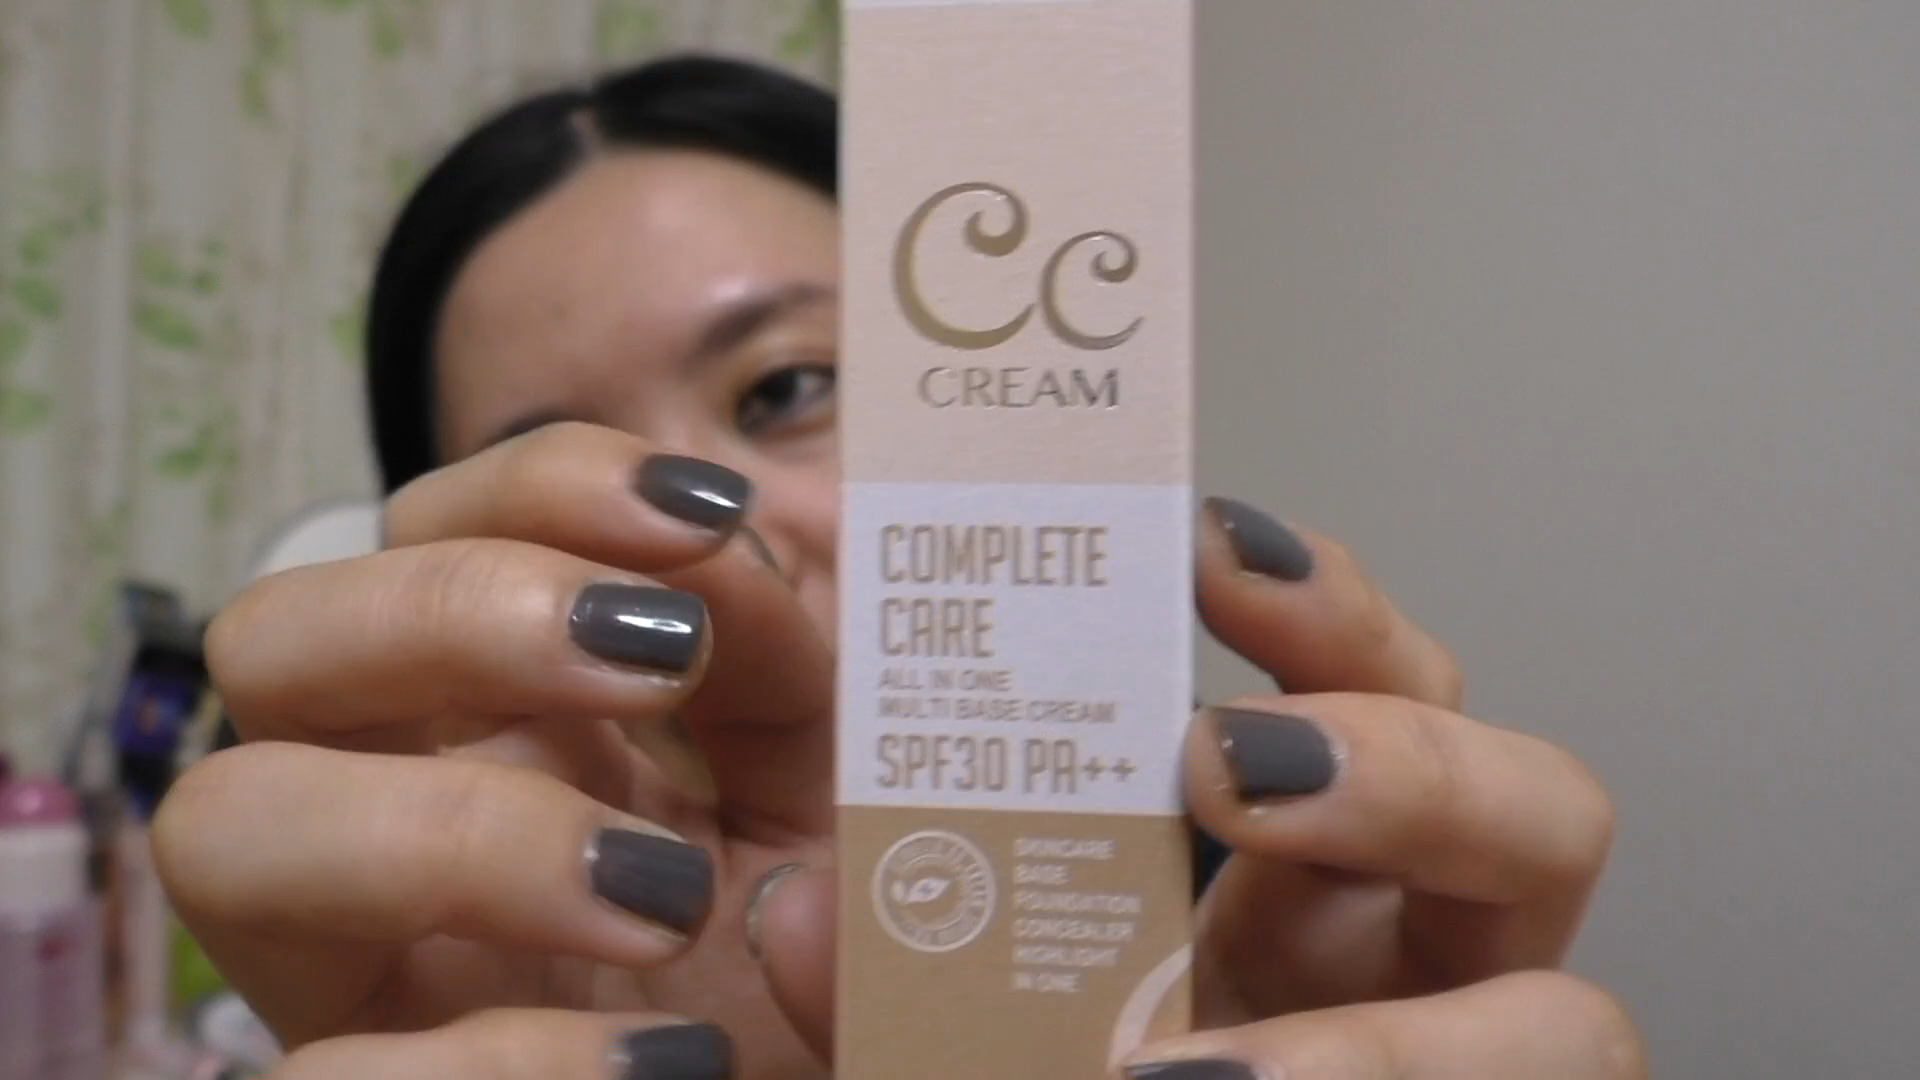 Cc
CREAM
COMPLETE
CARE
ALL IN ONE
MULTI BASE CREAM
SPF30 PA++
SKINCARE
BASE
FOUNDATION
CONCEALER
HIGHLIGHT
IN ONE